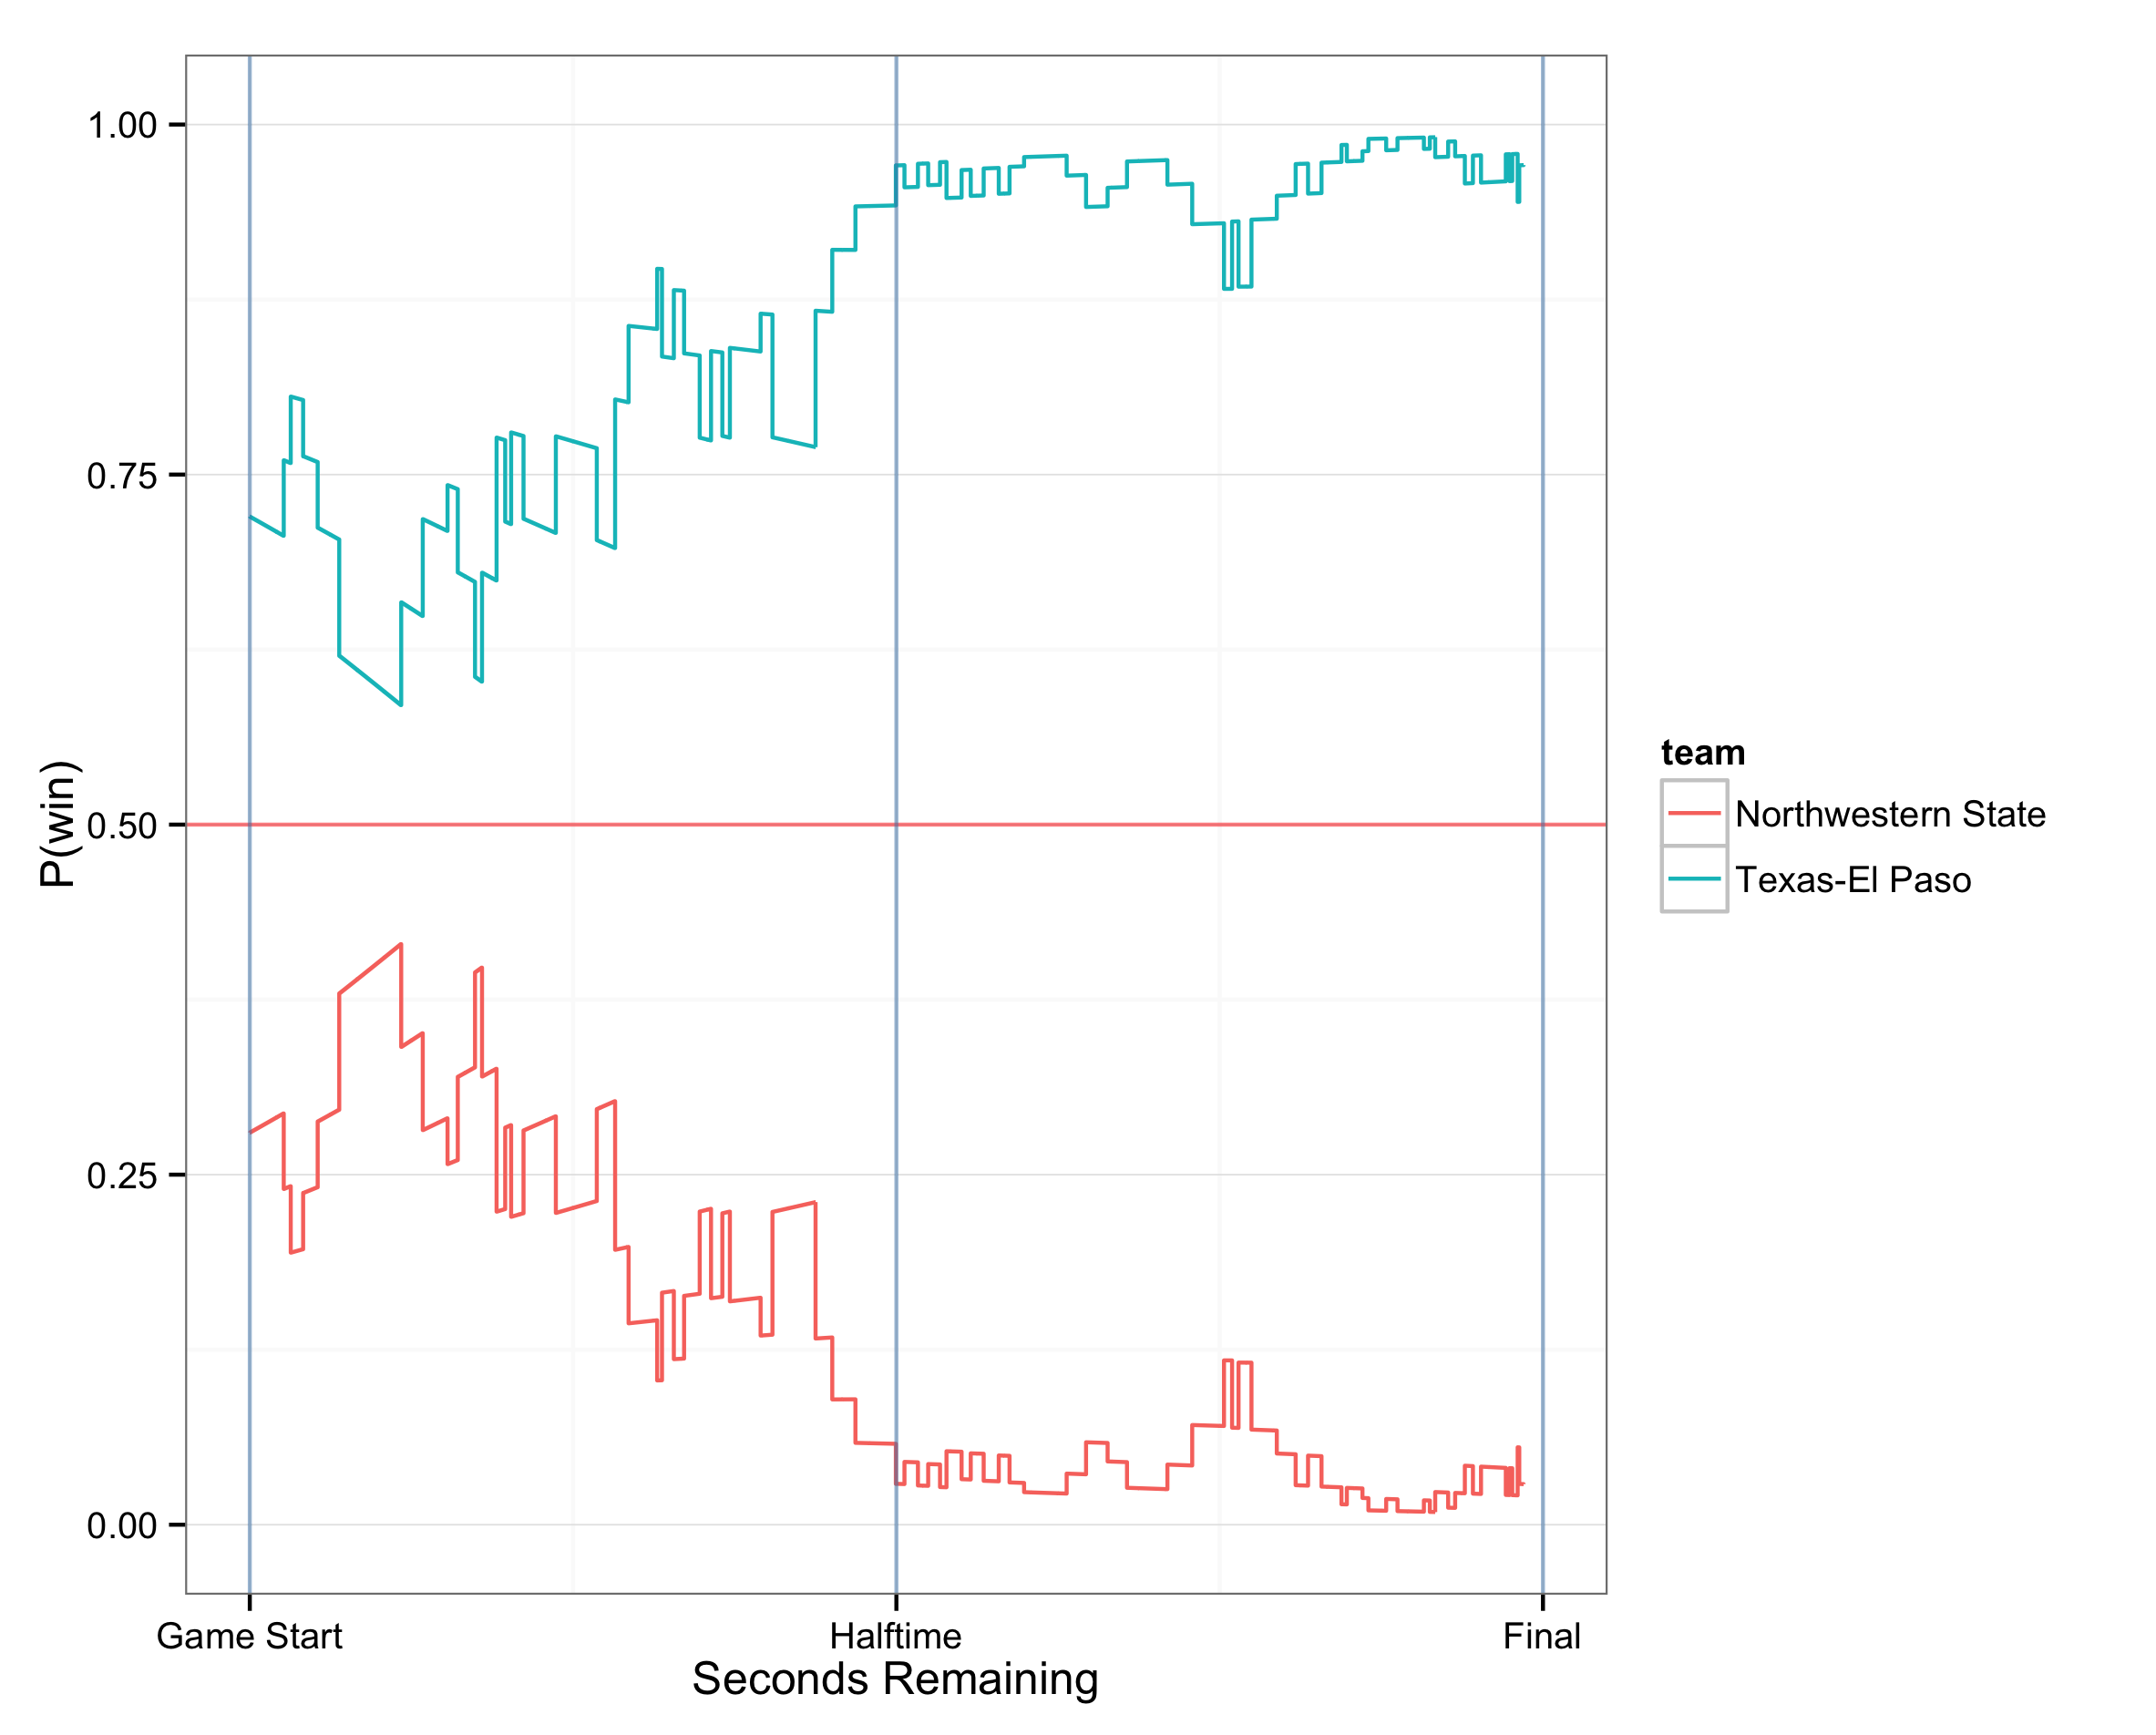 1.00
0.75
0.50
0.25
0.00
P(win)
Game Start
Halftime
Final
Seconds Remaining
team
Northwestern State
Texas-El Paso